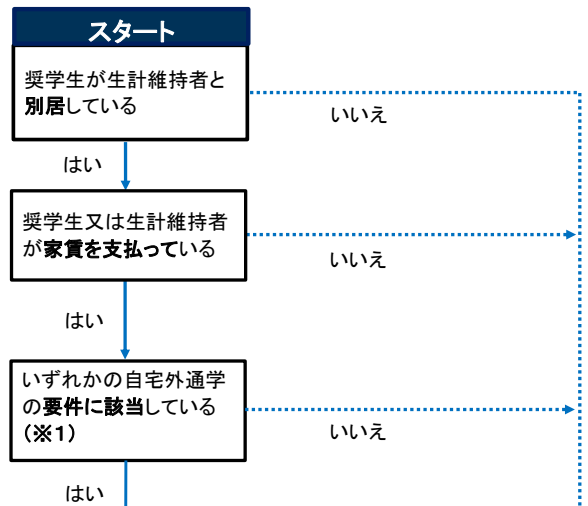 スタート
奨学生が生計維持者と
別居している
いいえ
はい
奨学生又は生計維持者
が家賃を支払っている
いいえ
はい
いずれかの自宅外通学
の要件に該当している
(※1)
いいえ
はい